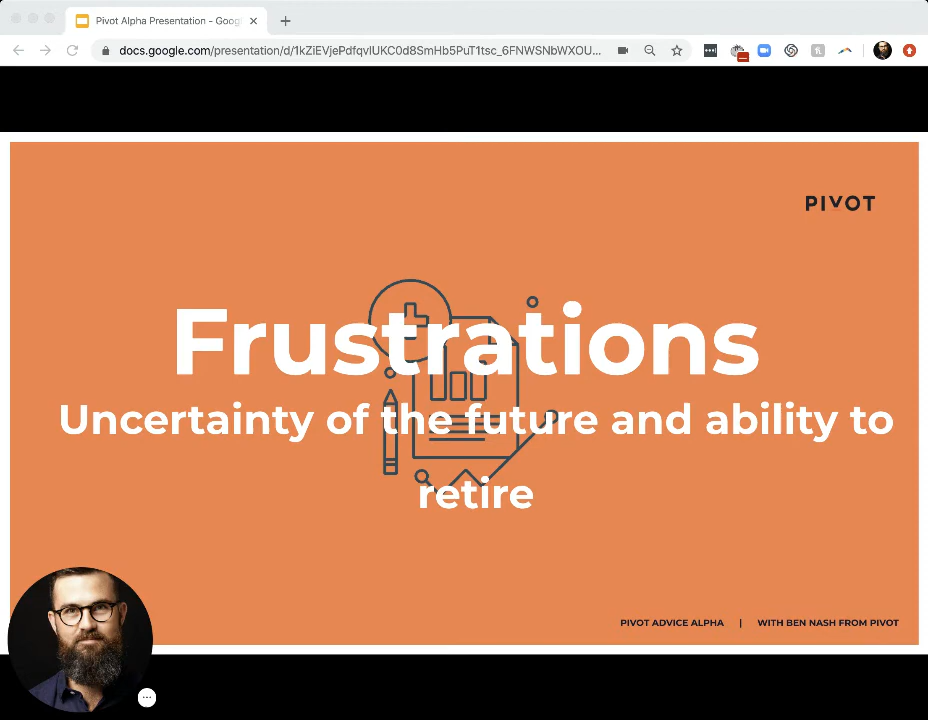 Pivot Alpha Presentation - Goog
docs.google.com/presentation/d/1kZiEVjePdfqvIUKC0d8SmHb5PuT1tsc_6FNWSNbWXOU...
PIVOT
Frustrations
Uncertainty of the future and ability to
retire
PIVOT ADVICE ALPHA | WITH BEN NASH FROM PIVOT